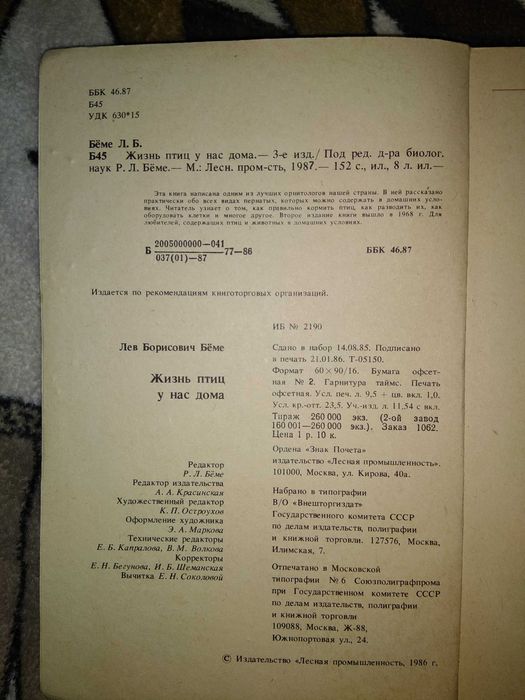 ББК 46.87
Б45
УДК 630*15
Бёме Л. Б.
Б45 Жизнь птиц у нас дома.— 3-е изд./ Под ред. д-ра биолог.
наук Р. Л. Бёме.— М.: Лесн. пром-сть, 1987.— 152 с., ил., 8 л. ил.—
Эта книга написана одним из лучших орнитологов нашей страны. В ней рассказано
практически обо всех видах пернатых, которых можно содержать в домашних усло-
виях. Читатель узнает о том, как правильно кормить птиц, как разводить их, как
оборудовать клетки и многое другое. Второе издание книги вышло в 1968 г. Для
любителей, содержащих птиц и животных в домашних условиях.
Б 2005000000—041
037(01)—87 77—86 ББК 46.87
Издается по рекомендациям книготорговых организаций.
Лев Борисович Бёме
Жизнь птиц
у нас дома
Редактор
Р. Л. Бёме
Редактор издательства
А. А. Красинская
Художественный редактор
К. П. Остроухов
Оформление художника
Э. А. Маркова
Технические редакторы
Е. Б. Капралова, В. М. Волкова
Корректоры
Е. Н. Бегунова, И. Б. Шеманская
Вычитка Е. Н. Соколовой
ИБ № 2190
Сдано в набор 14.08.85. Подписано
в печать 21.01.86. Т-05150.
Формат 60×90/16. Бумага офсет-
ная № 2. Гарнитура таймс. Печать
офсетная. Усл. печ. л. 9,5 + цв. вкл. 1,0.
Усл. кр.-отт. 23,5. Уч.-изд. л. 11,54 с вкл.
Тираж 260 000 экз. (2-ой завод
160 001—260 000 экз.). Заказ 1062.
Цена 1 р. 10 к.
Ордена «Знак Почета»
издательство «Лесная промышленность».
101000, Москва, ул. Кирова, 40а.
Набрано в типографии
В/О «Внешторгиздат»
Государственного комитета СССР
по делам издательств, полиграфии
и книжной торговли. 127576, Москва,
Илимская, 7.
Отпечатано в Московской
типографии № 6 Союзполиграфпрома
при Государственном комитете СССР
по делам издательств, полиграфии
и книжной торговли
109088, Москва, Ж-88,
Южнопортовая ул., 24.
© Издательство «Лесная промышленность, 1986 г.